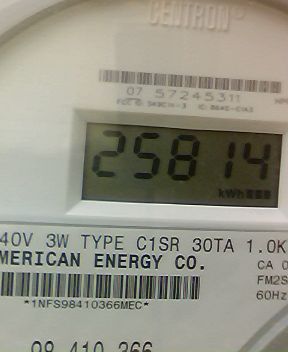 CENTRON®
07 57245311
25814
kWh
40V 3W TYPE C1SR 30TA 1.0K
MERICAN ENERGY CO.
CA 0
FM2S
*1NFS98410366MEC*
60Hz
98 410 366